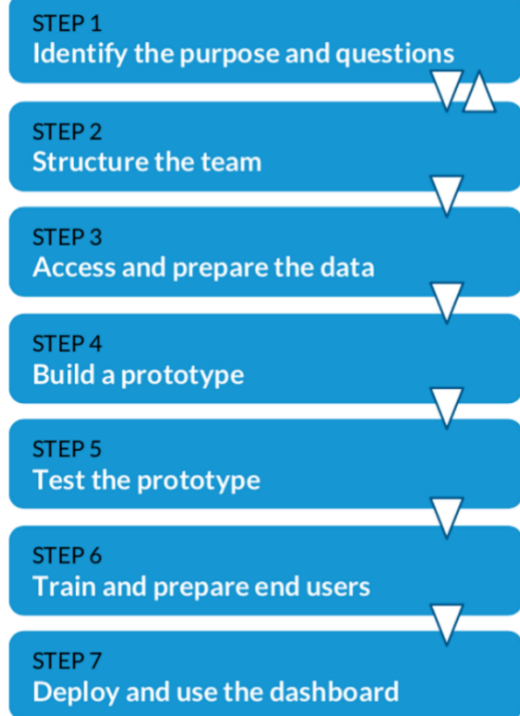 STEP 1
Identify the purpose and questions
STEP 2
Structure the team
STEP 3
Access and prepare the data
STEP 4
Build a prototype
STEP 5
Test the prototype
STEP 6
Train and prepare end users
STEP 7
Deploy and use the dashboard